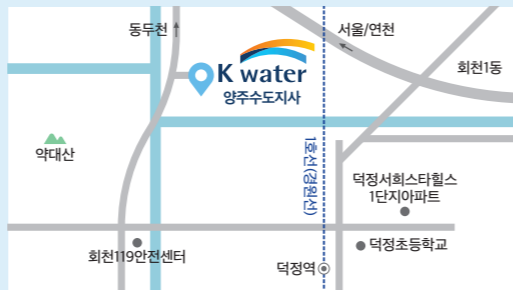 동두천
서울/연천
K water
양주수도지사
회천1동
약대산
1호선(경원선)
덕정서희스타힐스
1단지아파트
덕정초등학교
회천119안전센터
덕정역